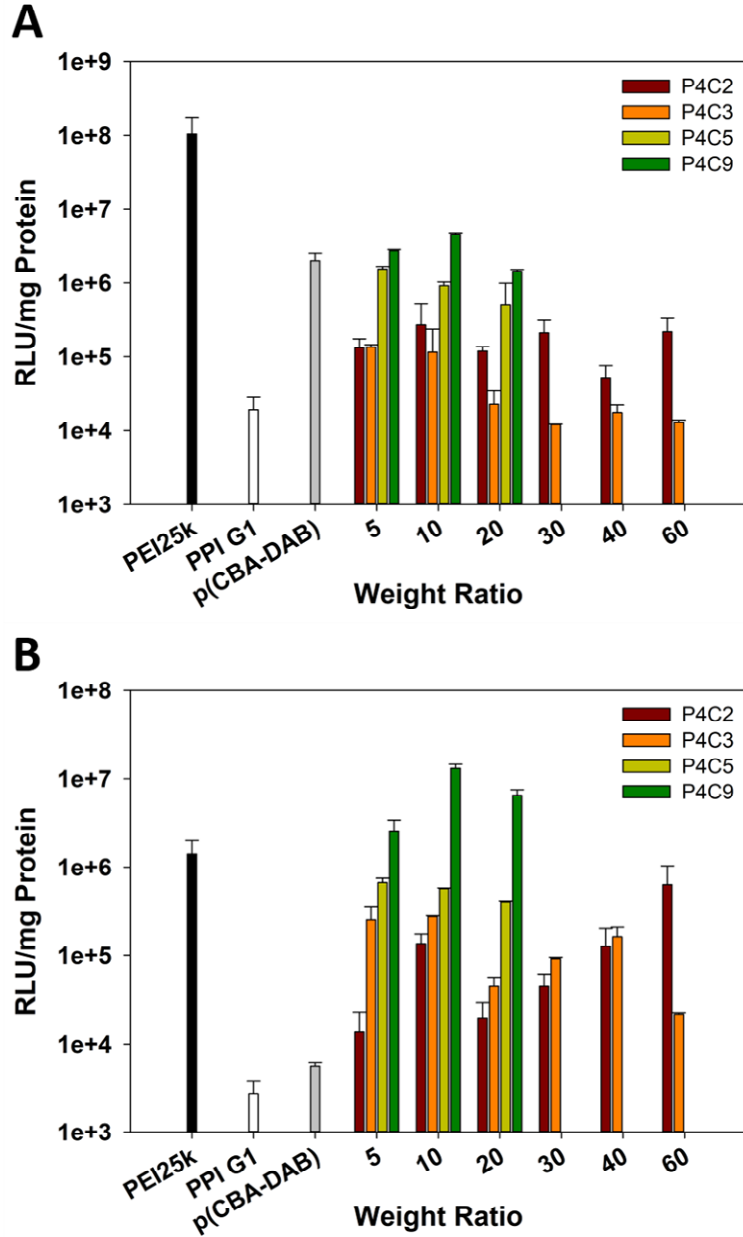 A
1e+9
1e+8
1e+7
1e+6
1e+5
1e+4
1e+3
RLU/mg Protein
P4C2
P4C3
P4C5
P4C9
PEI25k
PPI G1
p(CBA-DAB)
5
10
20
30
40
60
Weight Ratio
B
1e+8
1e+7
1e+6
1e+5
1e+4
1e+3
RLU/mg Protein
P4C2
P4C3
P4C5
P4C9
PEI25k
PPI G1
p(CBA-DAB)
5
10
20
30
40
60
Weight Ratio